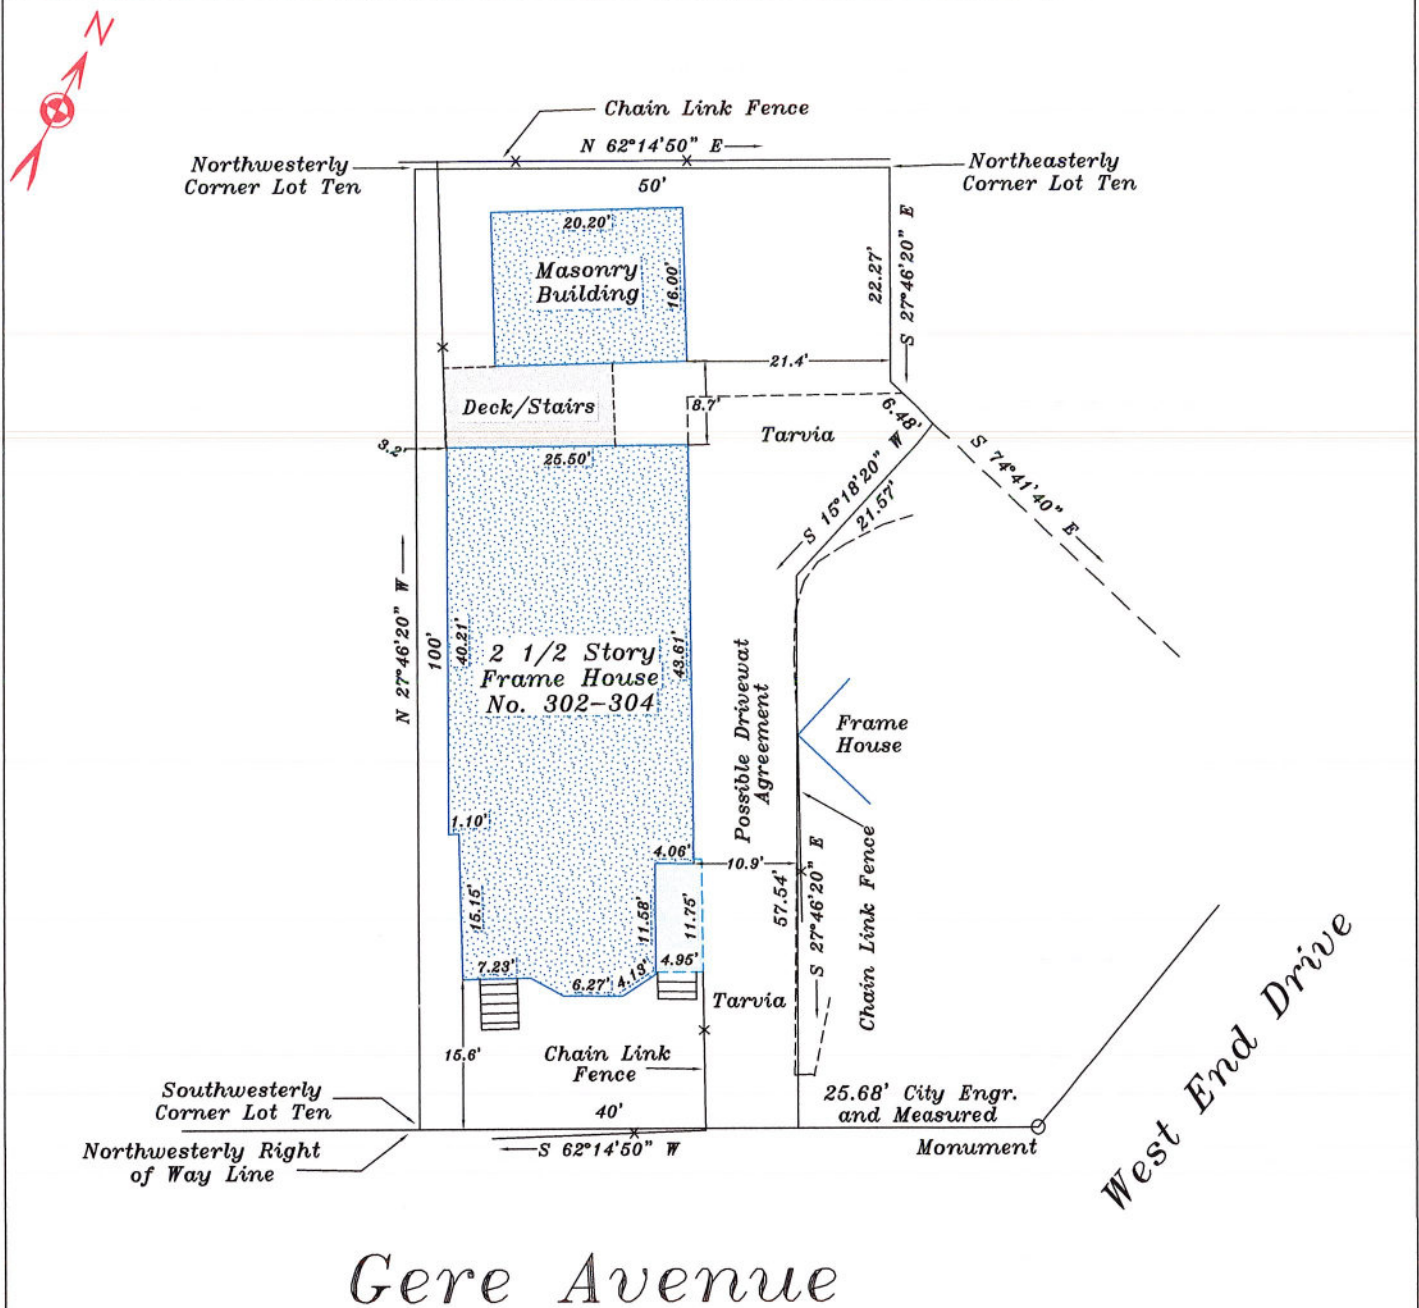 N
Chain Link Fence
N 62°14'50" E
Northwesterly
Corner Lot Ten
Northeasterly
Corner Lot Ten
50'
20.20'
Masonry
Building
16.00'
22.27'
S 27°46'20" E
21.4'
Deck/Stairs
8.7'
6.48'
Tarvia
3.2'
25.50'
S 15°18'20" W
21.57'
S 74°41'40" E
N 27°46'20" W
100'
40.21'
2 1/2 Story
Frame House
No. 302-304
43.61'
Possible Drivewat
Agreement
Frame
House
1.10'
4.06'
10.9'
15.15'
11.58'
11.75'
57.54'
S 27°46'20" E
Chain Link Fence
7.23'
6.27'
4.13'
4.95'
Tarvia
15.6'
Chain Link
Fence
Southwesterly
Corner Lot Ten
40'
25.68' City Engr.
and Measured
Northwesterly Right
of Way Line
S 62°14'50" W
Monument
West End Drive
Gere Avenue